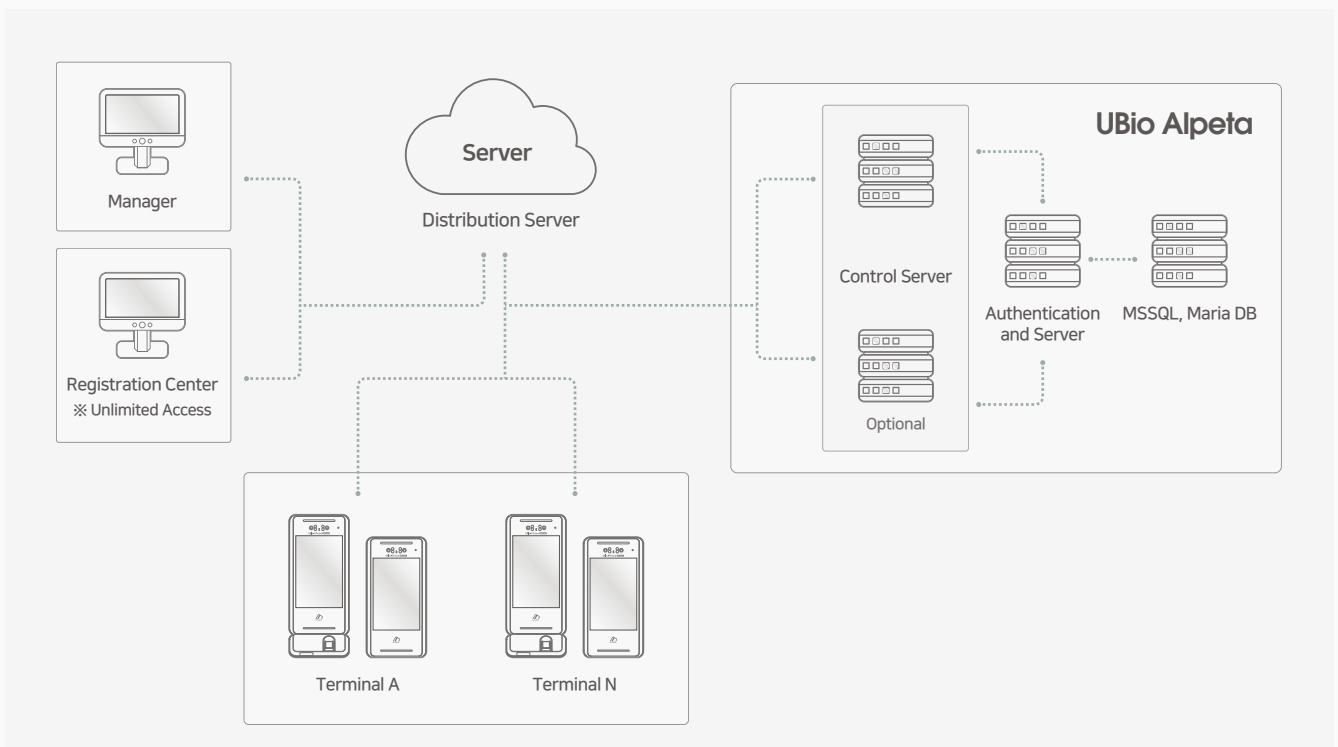 UBio Alpeta
Server
Distribution Server
Manager
Registration Center
※ Unlimited Access
Control Server
Optional
Authentication
and Server
MSSQL, Maria DB
Terminal A
Terminal N